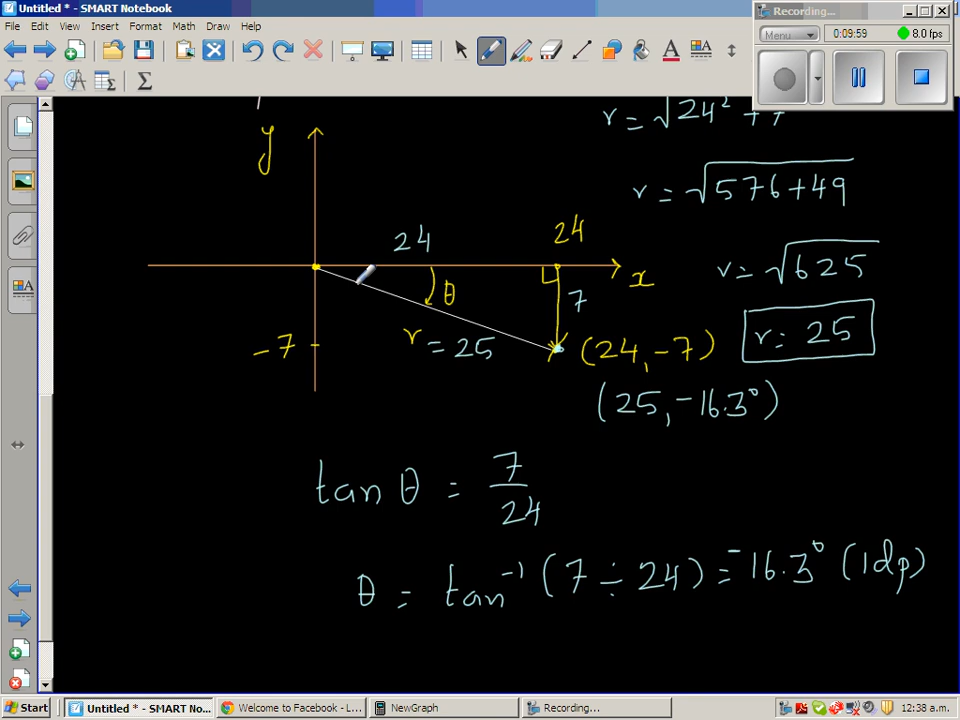 Untitled * - SMART Notebook
File Edit View Insert Format Math Draw Help
Recording...
Menu 0:09:59 8.0 fps
r = √24² + 7
y
r = √576+49
24 24
r = √625
x
θ 7
r = 25
-7 r = 25 (24, -7)
(25, -16.3°)
tan θ = 7/24
θ = tan⁻¹ (7 ÷ 24) = -16.3° (1dp)
Start Untitled * - SMART No... Welcome to Facebook - L... NewGraph Recording... 12:38 a.m.